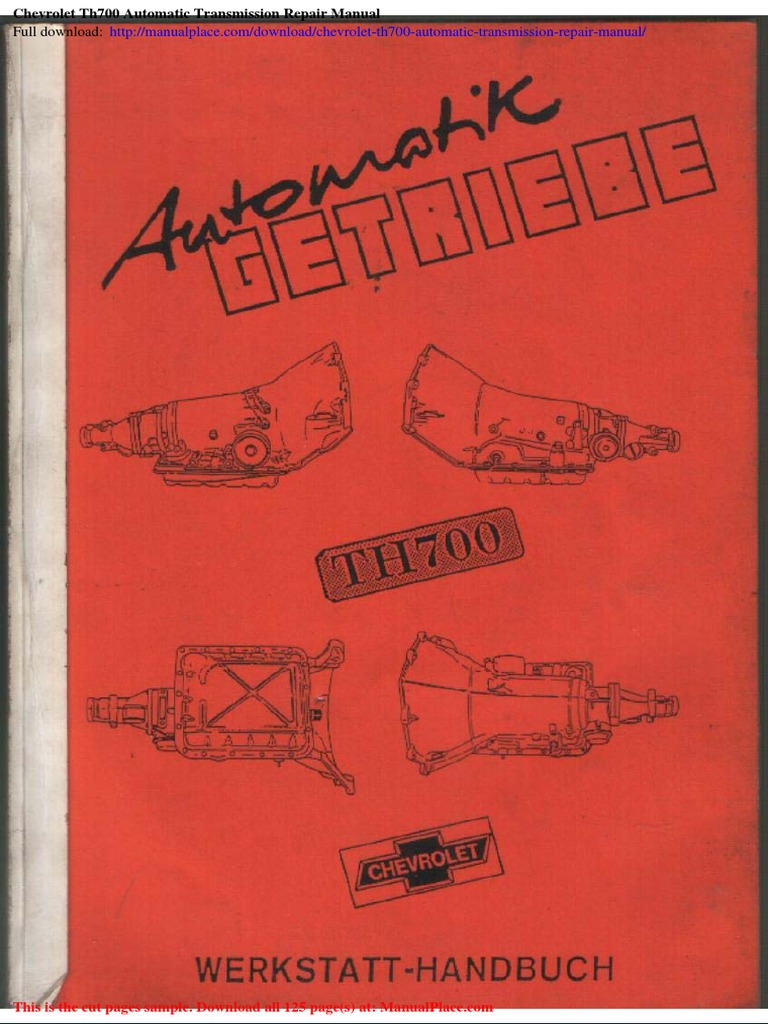 Chevrolet Th700 Automatic Transmission Repair Manual
Full download: http://manualplace.com/download/chevrolet-th700-automatic-transmission-repair-manual/
Automatik
GETRIEBE
TH700
CHEVROLET
WERKSTATT-HANDBUCH
This is the cut pages sample. Download all 125 page(s) at: ManualPlace.com